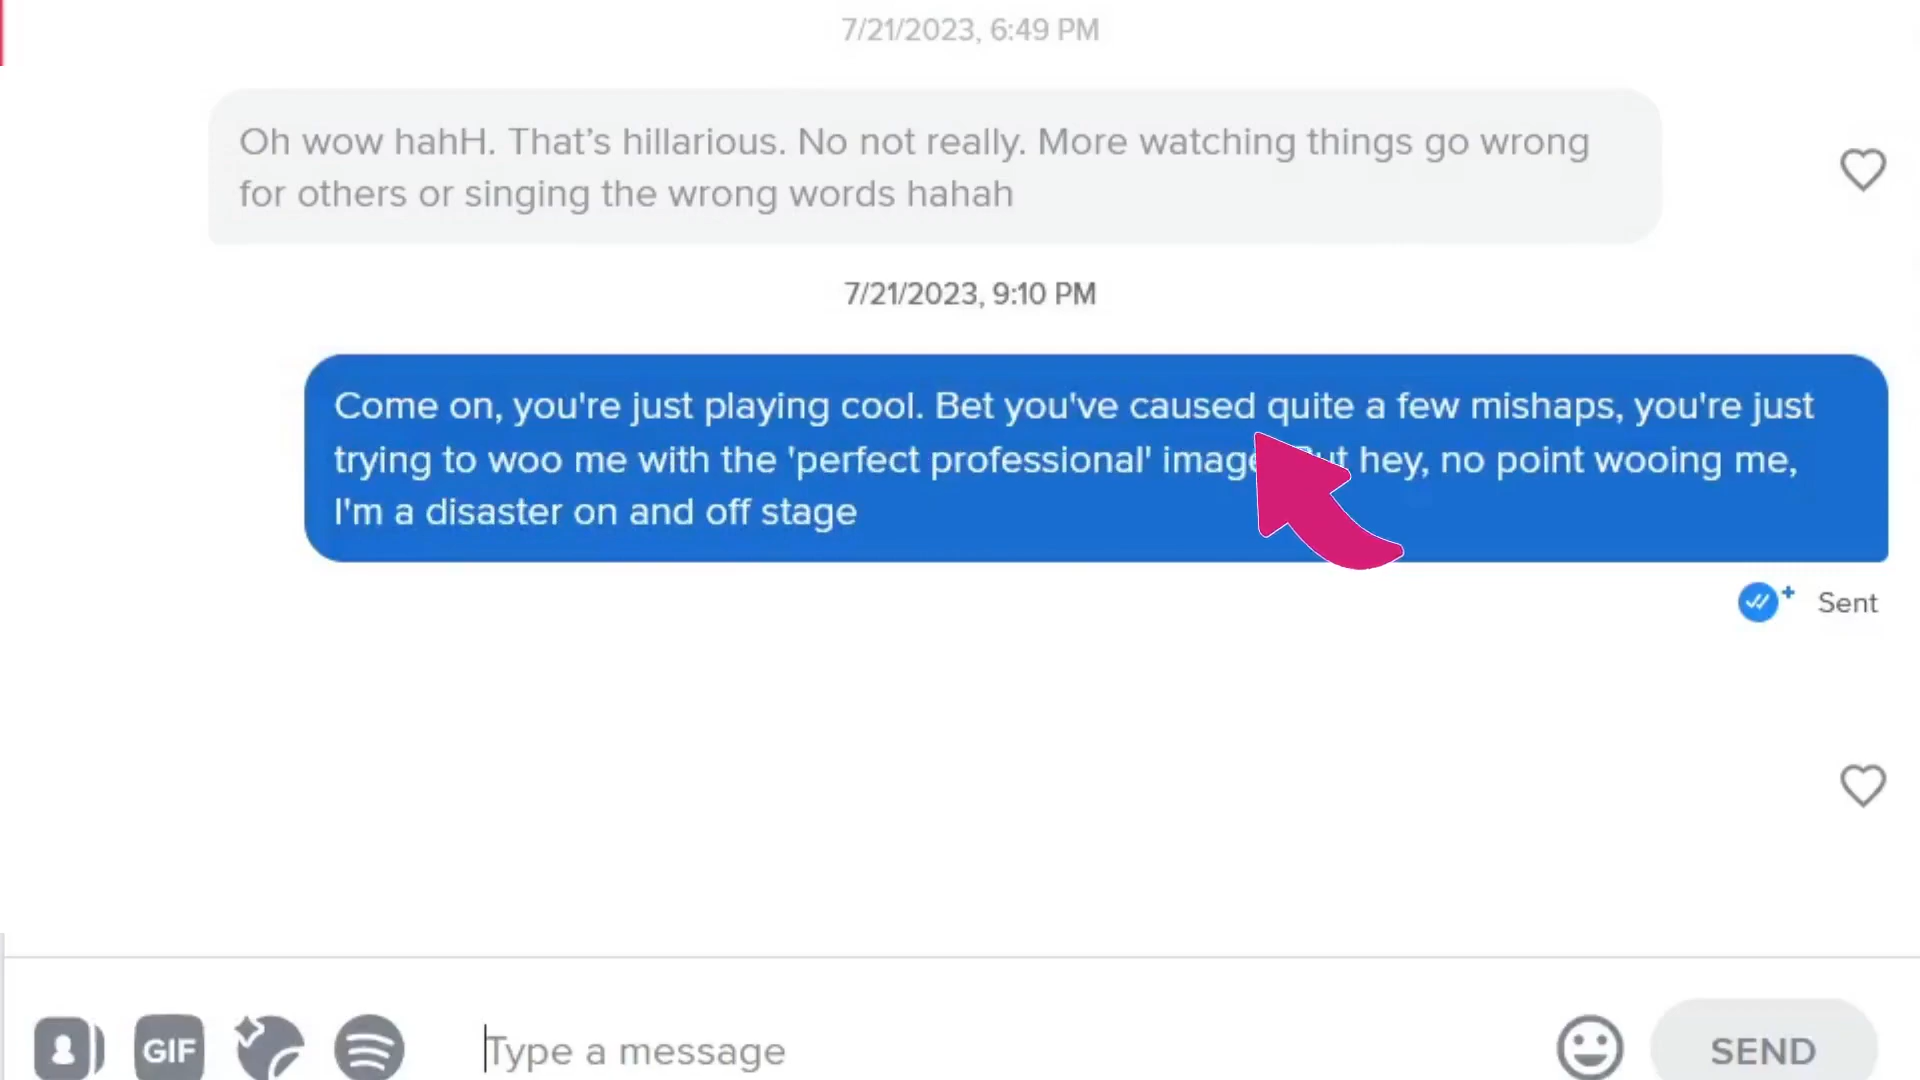 7/21/2023, 6:49 PM
Oh wow hahH. That's hillarious. No not really. More watching things go wrong
for others or singing the wrong words hahah
7/21/2023, 9:10 PM
Come on, you're just playing cool. Bet you've caused quite a few mishaps, you're just
trying to woo me with the 'perfect professional' image But hey, no point wooing me,
I'm a disaster on and off stage
Sent
GIF
Type a message
SEND